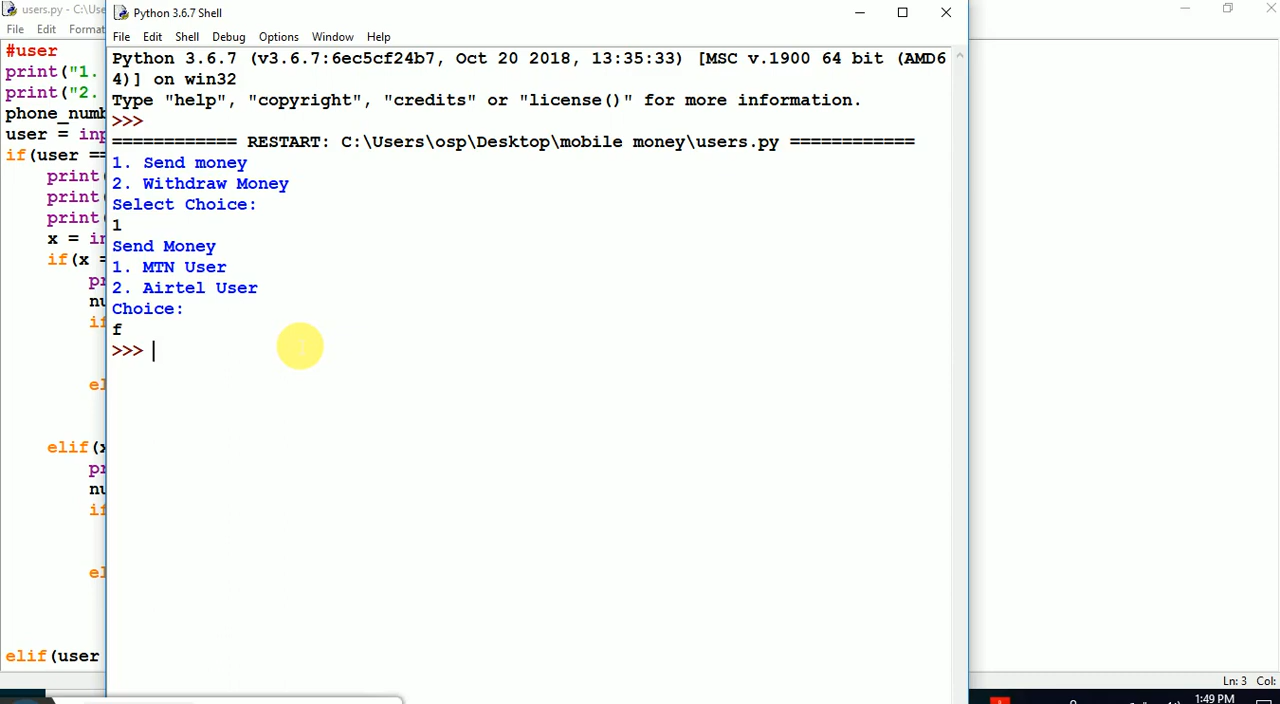 users.py - C:\Use
File Edit Format
#user
print("1.
print("2.
phone_numb
user = inp
if(user ==
print(
print(
print(
x = in
if(x =
pr
nu
if
el
elif(x
pr
nu
if
el
elif(user
Python 3.6.7 Shell
File Edit Shell Debug Options Window Help
Python 3.6.7 (v3.6.7:6ec5cf24b7, Oct 20 2018, 13:35:33) [MSC v.1900 64 bit (AMD6
4)] on win32
Type "help", "copyright", "credits" or "license()" for more information.
>>>
============ RESTART: C:\Users\osp\Desktop\mobile money\users.py ============
1. Send money
2. Withdraw Money
Select Choice:
1
Send Money
1. MTN User
2. Airtel User
Choice:
f
>>>
Ln: 3 Col:
1:49 PM